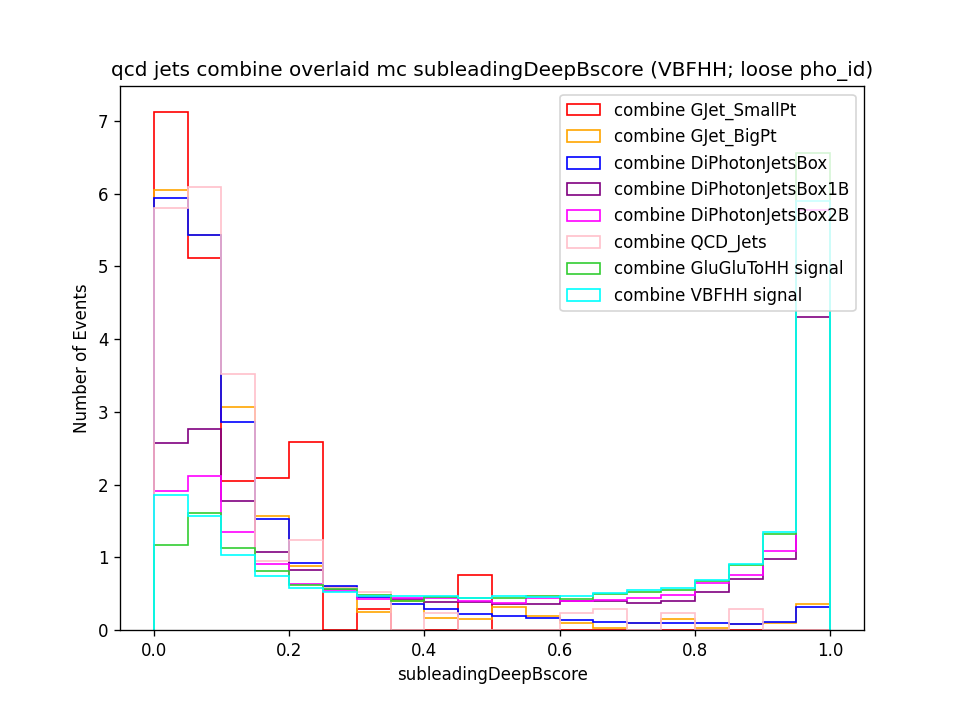 qcd jets combine overlaid mc subleadingDeepBscore (VBFHH; loose pho_id)
combine GJet_SmallPt
combine GJet_BigPt
combine DiPhotonJetsBox
combine DiPhotonJetsBox1B
combine DiPhotonJetsBox2B
combine QCD_Jets
combine GluGluToHH signal
combine VBFHH signal
Number of Events
7
6
5
4
3
2
1
0
0.0 0.2 0.4 0.6 0.8 1.0
subleadingDeepBscore